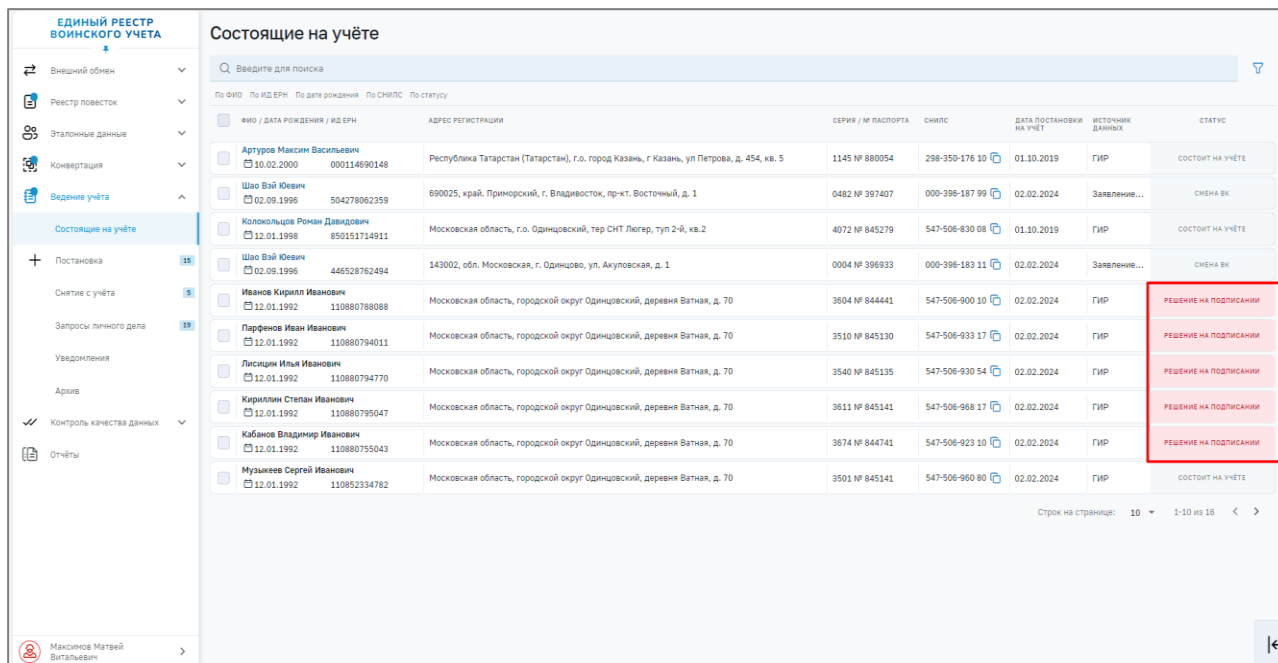 ЕДИНЫЙ РЕЕСТР
ВОИНСКОГО УЧЕТА
Внешний обмен
Реестр повесток
Эталонные данные
Конвертация
Ведение учёта
Состоящие на учёте
Постановка 15
Снятие с учёта 5
Запросы личного дела 19
Уведомления
Архив
Контроль качества данных
Отчёты
Максимов Матвей
Витальевич
Состоящие на учёте
Введите для поиска
По ФИО По ИД ЕРН По дате рождения По СНИЛС По статусу
ФИО / ДАТА РОЖДЕНИЯ / ИД ЕРН АДРЕС РЕГИСТРАЦИИ СЕРИЯ / № ПАСПОРТА СНИЛС ДАТА ПОСТАНОВКИ НА УЧЁТ ИСТОЧНИК ДАННЫХ СТАТУС
Артуров Максим Васильевич
10.02.2000 000114690148 Республика Татарстан (Татарстан), г.о. город Казань, г Казань, ул Петрова, д. 454, кв. 5 1145 № 880054 298-350-176 10 01.10.2019 ГИР СОСТОИТ НА УЧЁТЕ
Шао Вэй Юевич
02.09.1996 504278062359 690025, край. Приморский, г. Владивосток, пр-кт. Восточный, д. 1 0482 № 397407 000-396-187 99 02.02.2024 Заявление... СМЕНА ВК
Колокольцов Роман Давидович
12.01.1998 850151714911 Московская область, г.о. Одинцовский, тер СНТ Люгер, туп 2-й, кв.2 4072 № 845279 547-506-830 08 01.10.2019 ГИР СОСТОИТ НА УЧЁТЕ
Шао Вэй Юевич
02.09.1996 446528762494 143002, обл. Московская, г. Одинцово, ул. Акуловская, д. 1 0004 № 396933 000-396-183 11 02.02.2024 Заявление... СМЕНА ВК
Иванов Кирилл Иванович
12.01.1992 110880788088 Московская область, городской округ Одинцовский, деревня Ватная, д. 70 3604 № 844441 547-506-900 10 02.02.2024 ГИР РЕШЕНИЕ НА ПОДПИСАНИИ
Парфенов Иван Иванович
12.01.1992 110880794011 Московская область, городской округ Одинцовский, деревня Ватная, д. 70 3510 № 845130 547-506-933 17 02.02.2024 ГИР РЕШЕНИЕ НА ПОДПИСАНИИ
Лисицин Илья Иванович
12.01.1992 110880794770 Московская область, городской округ Одинцовский, деревня Ватная, д. 70 3540 № 845135 547-506-930 54 02.02.2024 ГИР РЕШЕНИЕ НА ПОДПИСАНИИ
Кириллин Степан Иванович
12.01.1992 110880795047 Московская область, городской округ Одинцовский, деревня Ватная, д. 70 3611 № 845141 547-506-968 17 02.02.2024 ГИР РЕШЕНИЕ НА ПОДПИСАНИИ
Кабанов Владимир Иванович
12.01.1992 110880755043 Московская область, городской округ Одинцовский, деревня Ватная, д. 70 3674 № 844741 547-506-923 10 02.02.2024 ГИР РЕШЕНИЕ НА ПОДПИСАНИИ
Музыкеев Сергей Иванович
12.01.1992 110852334782 Московская область, городской округ Одинцовский, деревня Ватная, д. 70 3501 № 845141 547-506-960 80 02.02.2024 ГИР СОСТОИТ НА УЧЁТЕ
Строк на странице: 10 1-10 из 16